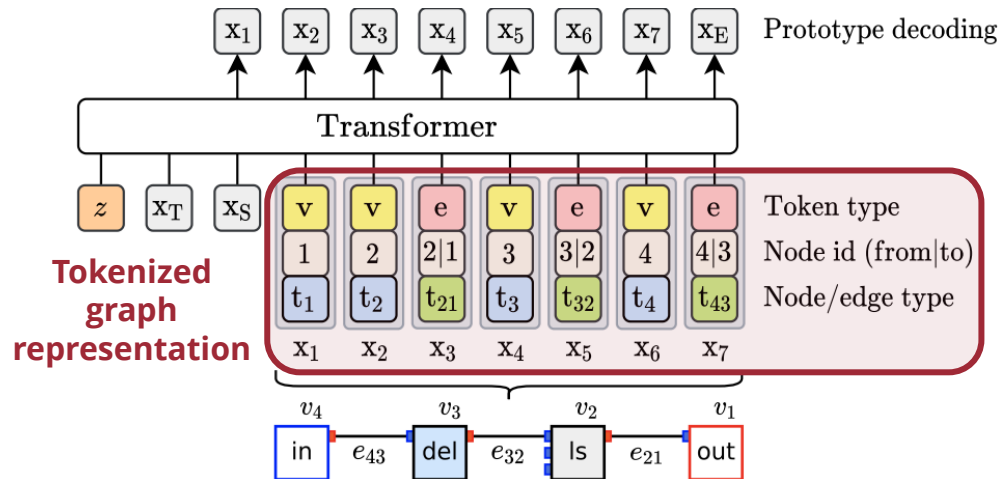 x₁ x₂ x₃ x₄ x₅ x₆ x₇ x_E Prototype decoding
Transformer
z x_T x_S v v e v e v e Token type
1 2 2|1 3 3|2 4 4|3 Node id (from|to)
t₁ t₂ t₂₁ t₃ t₃₂ t₄ t₄₃ Node/edge type
x₁ x₂ x₃ x₄ x₅ x₆ x₇
Tokenized
graph
representation
v₄ v₃ v₂ v₁
in e₄₃ del e₃₂ ls e₂₁ out